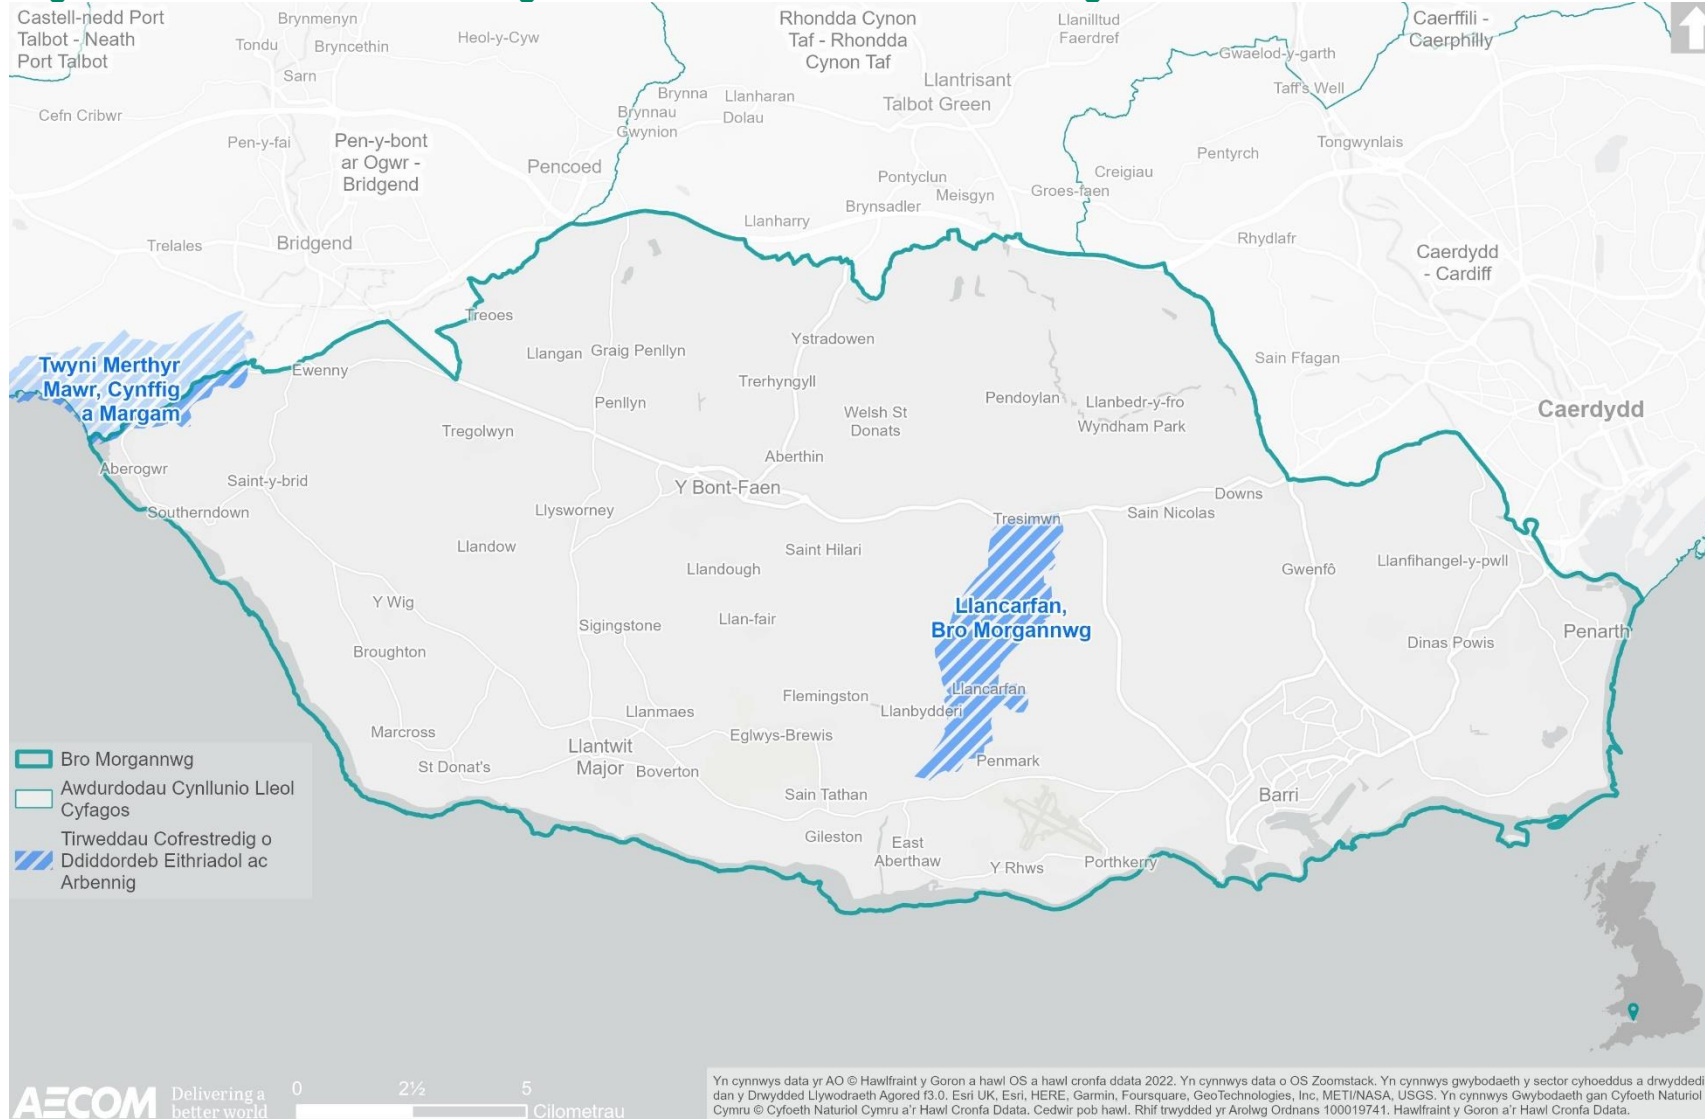 Castell-nedd Port
Talbot - Neath
Port Talbot
Brynmenyn
Tondu
Bryncethin
Heol-y-Cyw
Sarn
Cefn Cribwr
Pen-y-fai
Pen-y-bont
ar Ogwr -
Bridgend
Pencoed
Trelales
Bridgend
Rhondda Cynon
Taf - Rhondda
Cynon Taf
Llanilltud
Faerdref
Caerffili -
Caerphilly
Gwaelod-y-garth
Taff's Well
Llantrisant
Talbot Green
Brynna
Llanharan
Brynnau
Gwynion
Dolau
Tongwynlais
Pentyrch
Creigiau
Pontyclun
Meisgyn
Groes-faen
Brynsadler
Llanharry
Rhydlafr
Caerdydd
- Cardiff
Treoes
Ystradowen
Llangan
Graig Penllyn
Sain Ffagan
Twyni Merthyr
Mawr, Cynffig
a Margam
Ewenny
Trerhyngyll
Penllyn
Pendoylan
Llanbedr-y-fro
Caerdydd
Welsh St
Donats
Wyndham Park
Tregolwyn
Aberthin
Aberogwr
Saint-y-brid
Y Bont-Faen
Downs
Southerndown
Llysworney
Tresimwn
Sain Nicolas
Llandow
Saint Hilari
Llandough
Gwenfô
Llanfihangel-y-pwll
Y Wig
Llancarfan,
Bro Morgannwg
Llan-fair
Sigingstone
Penarth
Broughton
Dinas Powis
Llancarfan
Flemingston
Llanbydderi
Llanmaes
Marcross
Eglwys-Brewis
Llantwit
Major
St Donat's
Boverton
Penmark
Sain Tathan
Barri
Gileston
East
Aberthaw
Y Rhws
Porthkerry
Bro Morgannwg
Awdurdodau Cynllunio Lleol
Cyfagos
Tirweddau Cofrestredig o
Ddiddordeb Eithriadol ac
Arbennig
AECOM
Delivering a
better world
0
2½
5
Cilometrau
Yn cynnwys data yr AO © Hawlfraint y Goron a hawl OS a hawl cronfa ddata 2022. Yn cynnwys data o OS Zoomstack. Yn cynnwys gwybodaeth y sector cyhoeddus a drwyddedi
dan y Drwydded Llywodraeth Agored f3.0. Esri UK, Esri, HERE, Garmin, Foursquare, GeoTechnologies, Inc, METI/NASA, USGS. Yn cynnwys Gwybodaeth gan Cyfoeth Naturiol
Cymru © Cyfoeth Naturiol Cymru a'r Hawl Cronfa Ddata. Cedwir pob hawl. Rhif trwydded yr Arolwg Ordnans 100019741. Hawlfraint y Goron a'r Hawl Cronfa Data.